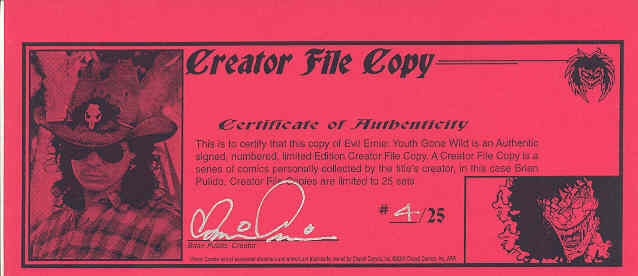 Creator File Copy
Certificate of Authenticity
This is to certify that this copy of Evil Ernie: Youth Gone Wild is an Authentic
signed, numbered, limited Edition Creator File Copy. A Creator File Copy is a
series of comics personally collected by the title's creator, in this case Brian
Pulido. Creator File Copies are limited to 25 sets
# 4/25
Brian Pulido, Creator